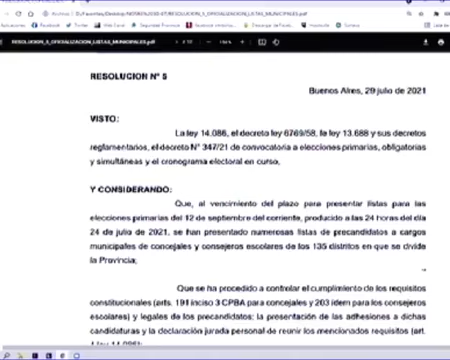 RESOLUCION_5_OFICIALIZACION_LISTAS_MUNICIPALES.pdf
RESOLUCION Nº 5
Buenos Aires, 29 julio de 2021
VISTO:
La ley 14.086, el decreto ley 6769/58, la ley 13.688 y sus decretos
reglamentarios, el decreto Nº 347/21 de convocatoria a elecciones primarias, obligatorias
y simultáneas y el cronograma electoral en curso,
Y CONSIDERANDO:
Que, al vencimiento del plazo para presentar listas para las
elecciones primarias del 12 de septiembre del corriente, producido a las 24 horas del día
24 de julio de 2021, se han presentado numerosas listas de precandidatos a cargos
municipales de concejales y consejeros escolares de los 135 distritos en que se divide
la Provincia;
Que se ha procedido a controlar el cumplimiento de los requisitos
constitucionales (arts. 191 inciso 3 CPBA para concejales y 203 idem para los consejeros
escolares) y legales de los precandidatos; la presentación de las adhesiones a dichas
candidaturas y la declaración jurada personal de reunir los mencionados requisitos (art.